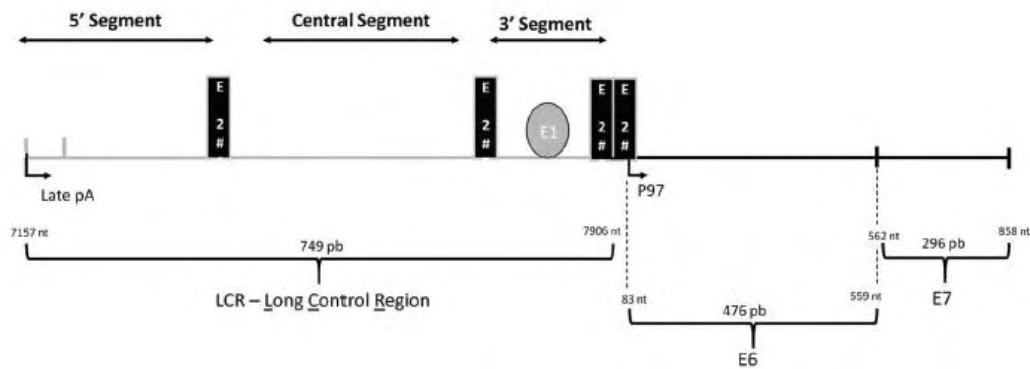 5’ Segment Central Segment 3’ Segment
E 2# E 2# E1 E 2# E 2#
Late pA P97
7157 nt 749 pb 7906 nt 562 nt 296 pb 858 nt
LCR – Long Control Region E7
83 nt 476 pb 559 nt
E6